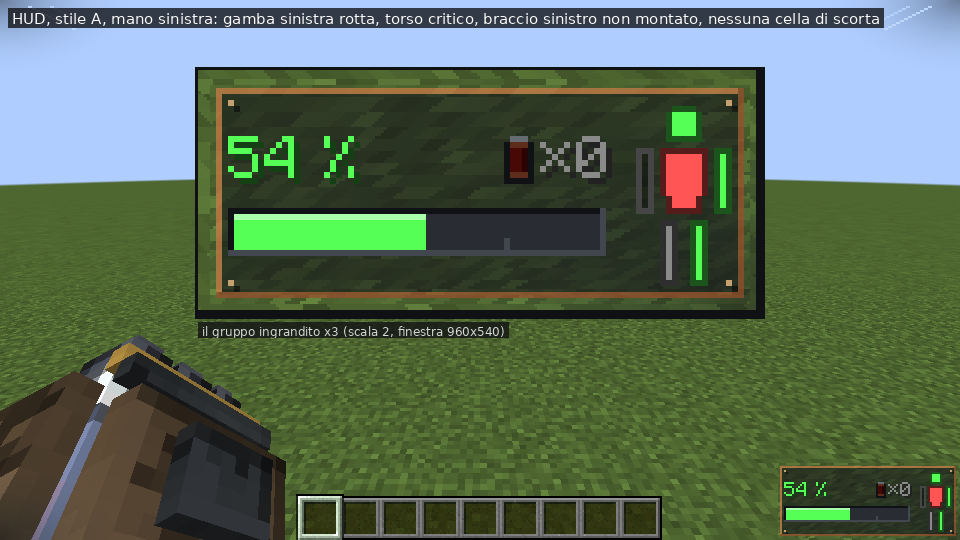 HUD, stile A, mano sinistra: gamba sinistra rotta, torso critico, braccio sinistro non montato, nessuna cella di scorta
54 %
x0
il gruppo ingrandito x3 (scala 2, finestra 960x540)
54 %
x0